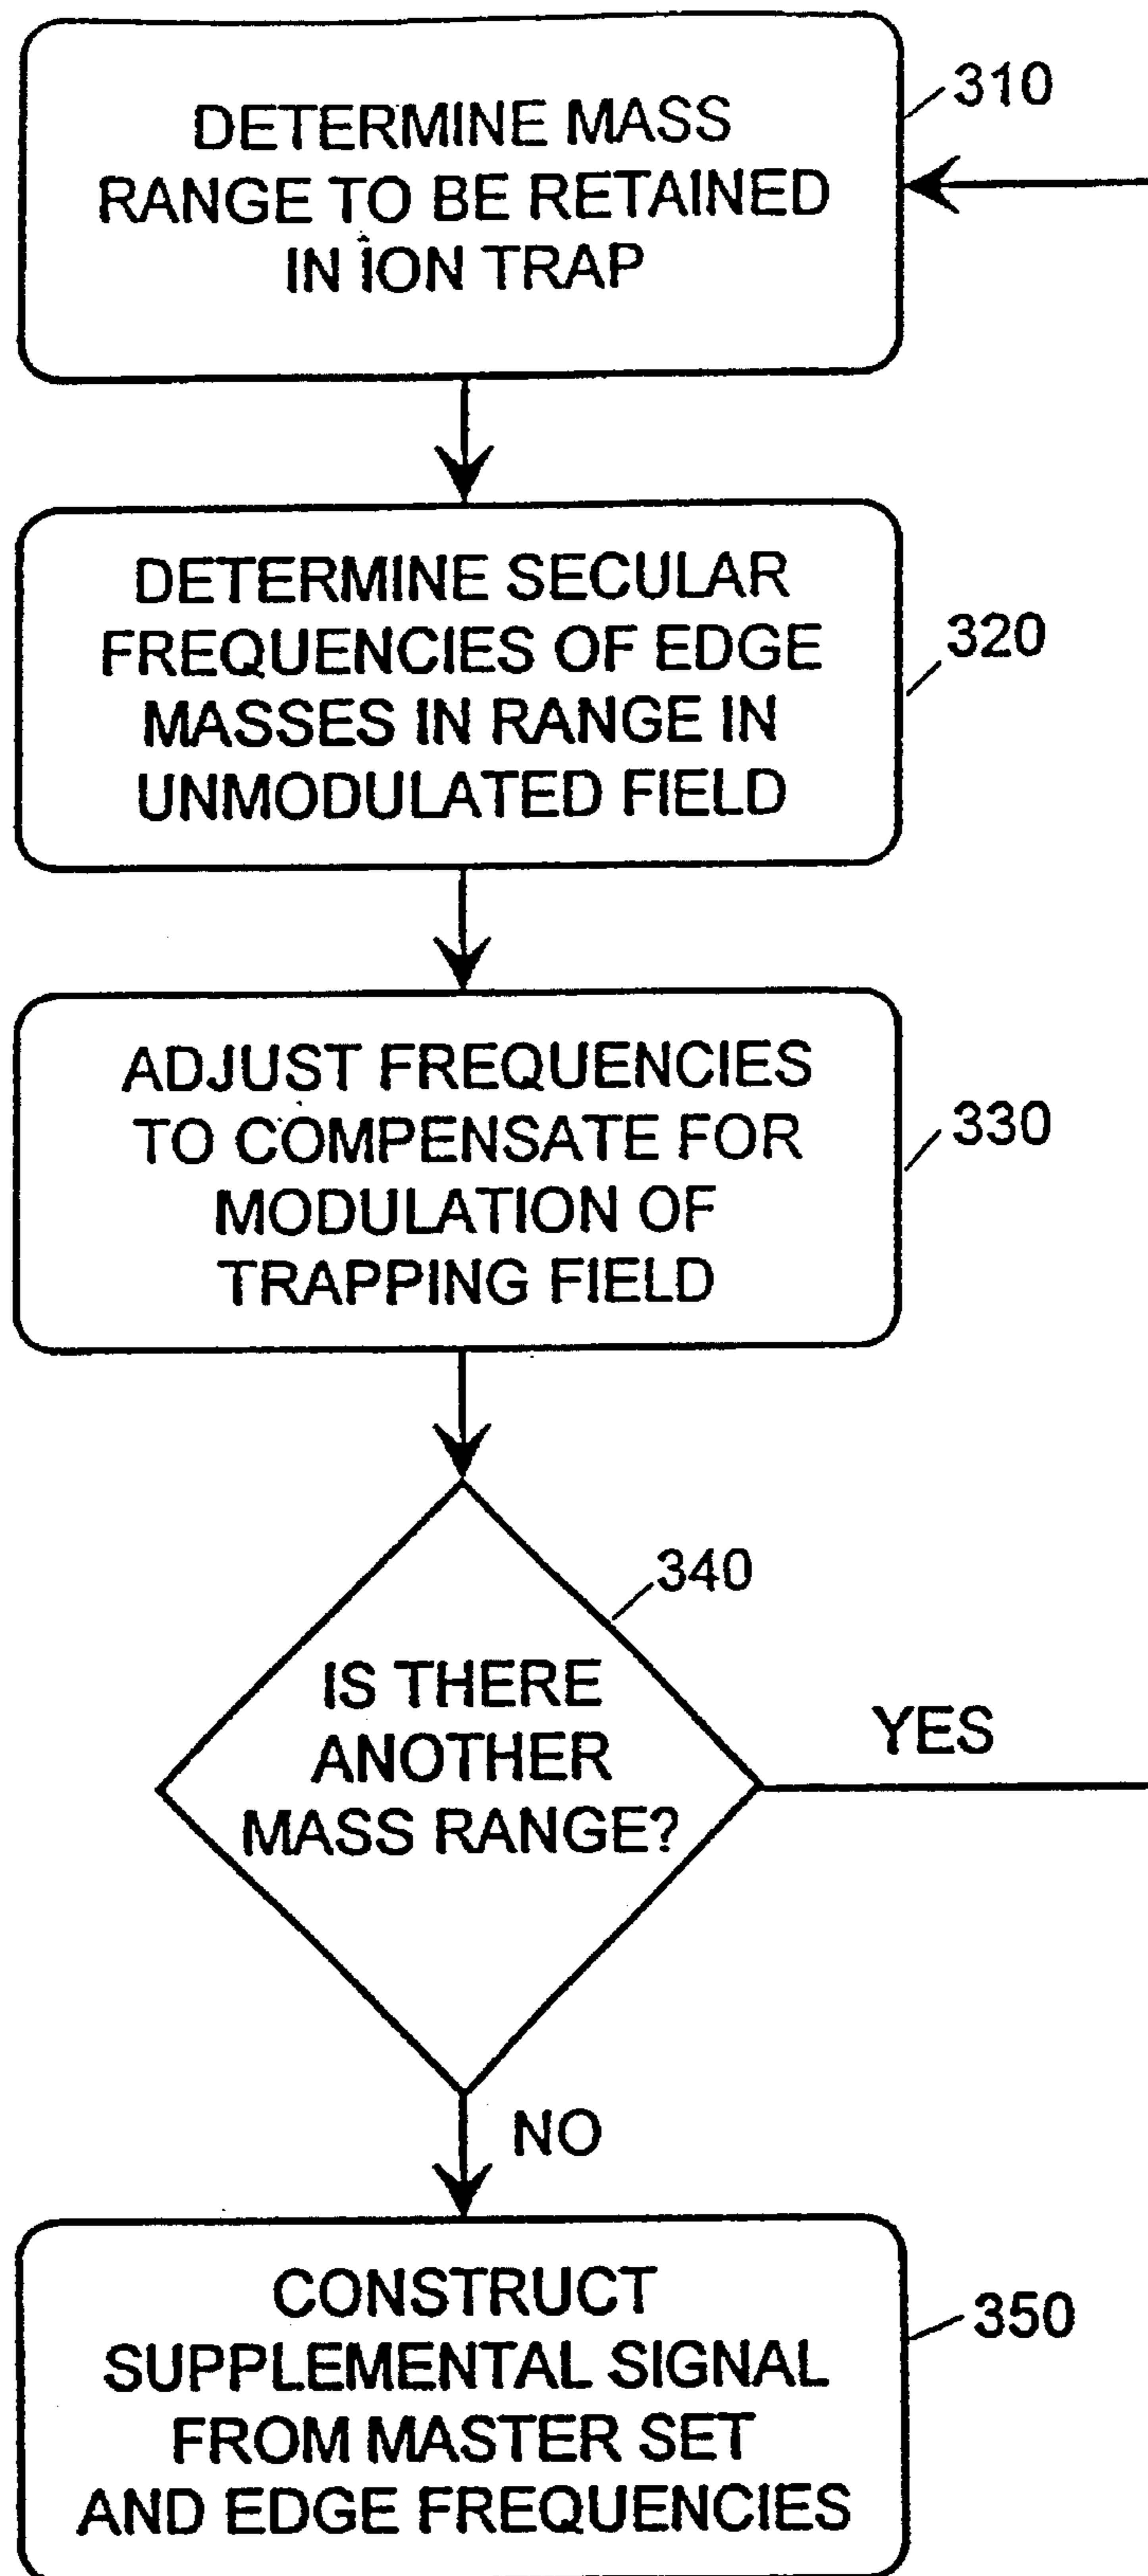 DETERMINE MASS
RANGE TO BE RETAINED
IN ION TRAP
310
DETERMINE SECULAR
FREQUENCIES OF EDGE
MASSES IN RANGE IN
UNMODULATED FIELD
320
ADJUST FREQUENCIES
TO COMPENSATE FOR
MODULATION OF
TRAPPING FIELD
330
340
IS THERE
ANOTHER
MASS RANGE?
YES
NO
CONSTRUCT
SUPPLEMENTAL SIGNAL
FROM MASTER SET
AND EDGE FREQUENCIES
350